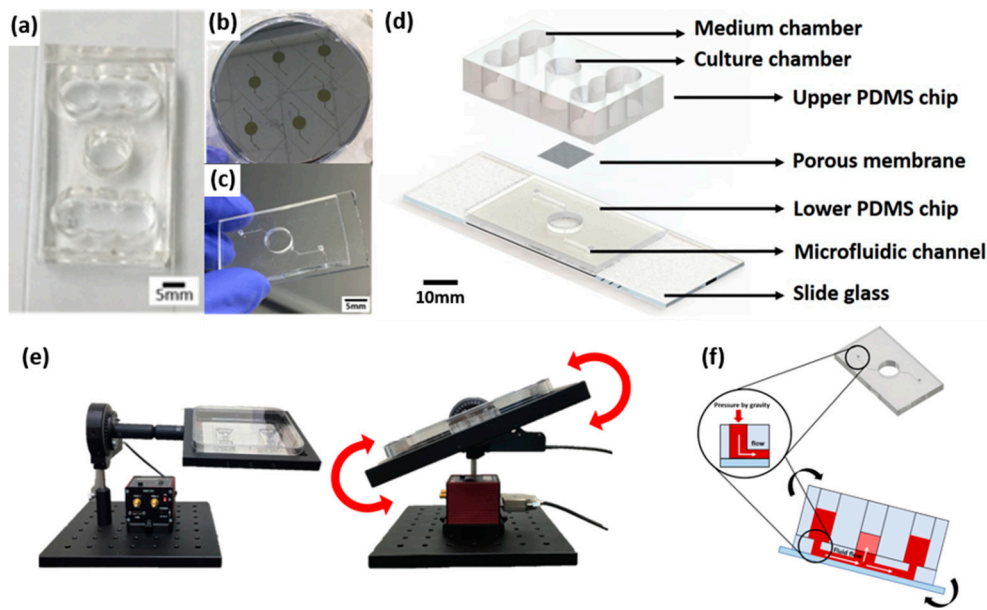 (a)
5mm
(b)
(c)
5mm
(d)
Medium chamber
Culture chamber
Upper PDMS chip
Porous membrane
Lower PDMS chip
Microfluidic channel
Slide glass
10mm
(e)
(f)
Pressure by gravity
flow
Fluid flow